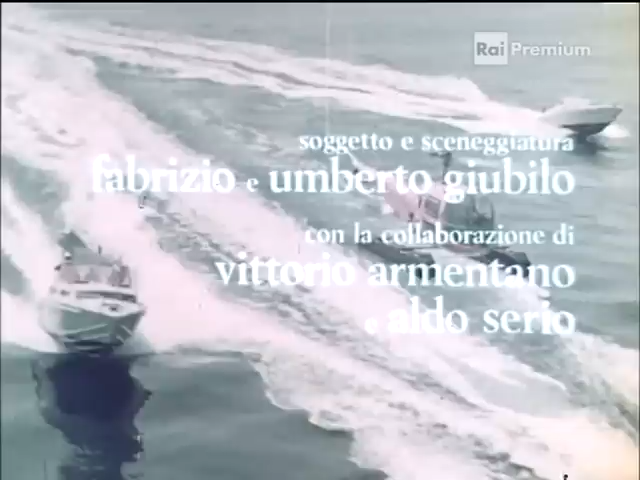 Rai Premium
soggetto e sceneggiatura
fabrizio e umberto giubilo
con la collaborazione di
vittorio armentano
e aldo serio